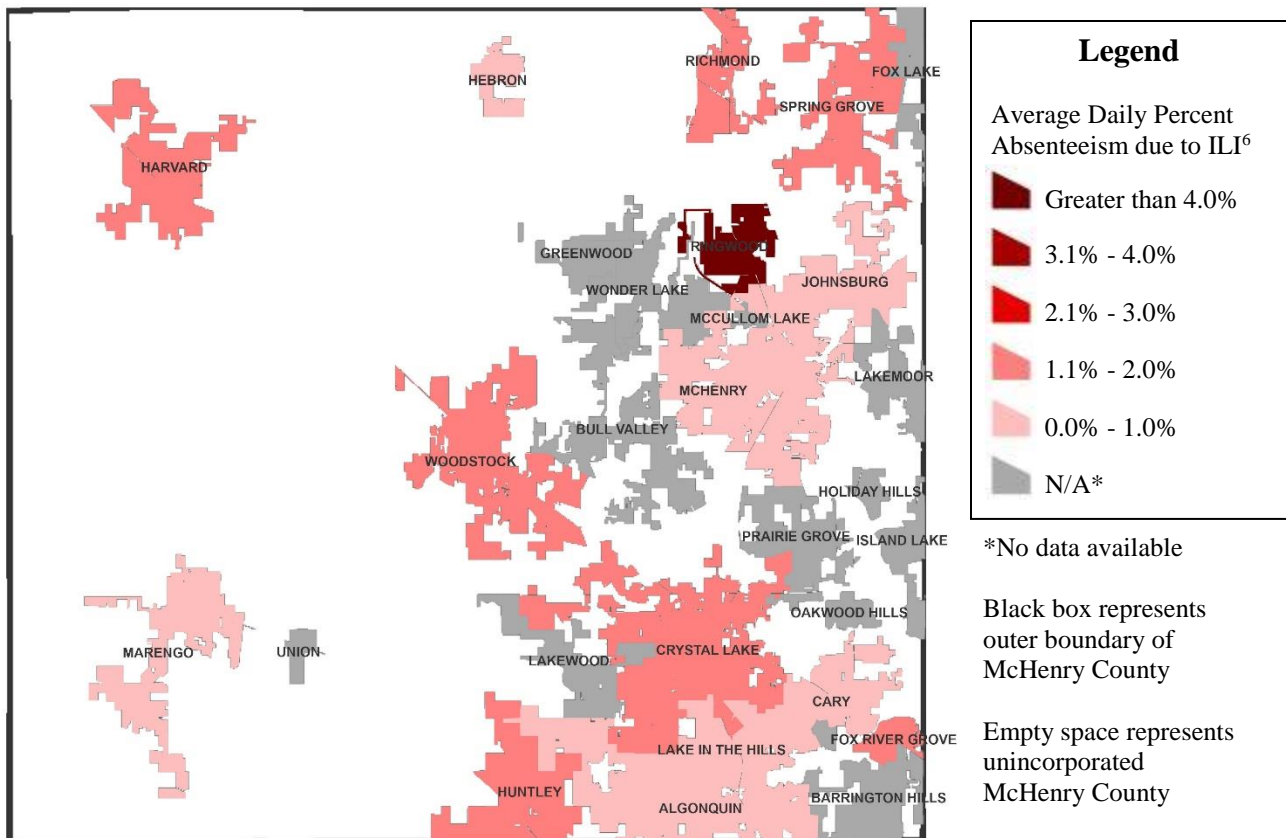 HEBRON
RICHMOND
FOX LAKE
SPRING GROVE
HARVARD
GREENWOOD
RINGWOOD
WONDER LAKE
JOHNSBURG
MCCULLOM LAKE
MCHENRY
LAKEMOOR
BULL VALLEY
WOODSTOCK
HOLIDAY HILLS
PRAIRIE GROVE
ISLAND LAKE
OAKWOOD HILLS
MARENGO
UNION
LAKEWOOD
CRYSTAL LAKE
CARY
LAKE IN THE HILLS
FOX RIVER GROVE
HUNTLEY
ALGONQUIN
BARRINGTON HILLS
Legend
Average Daily Percent
Absenteeism due to ILI⁶
Greater than 4.0%
3.1% - 4.0%
2.1% - 3.0%
1.1% - 2.0%
0.0% - 1.0%
N/A*
*No data available
Black box represents
outer boundary of
McHenry County
Empty space represents
unincorporated
McHenry County